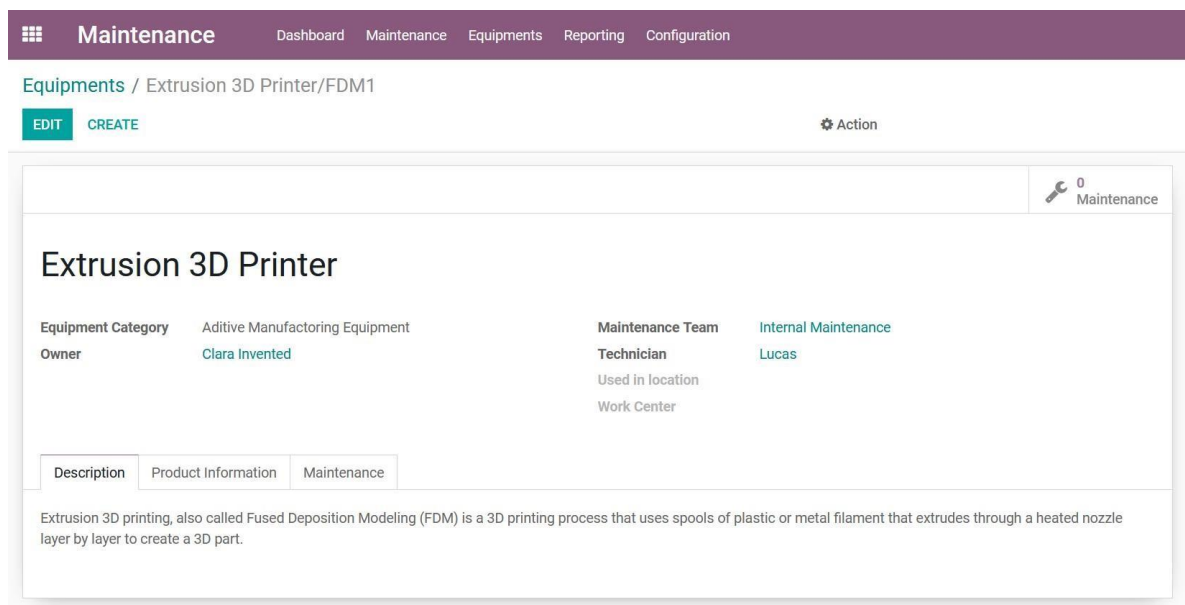 Maintenance Dashboard Maintenance Equipments Reporting Configuration
Equipments / Extrusion 3D Printer/FDM1
EDIT CREATE Action
0
Maintenance
Extrusion 3D Printer
Equipment Category Aditive Manufactoring Equipment Maintenance Team Internal Maintenance
Owner Clara Invented Technician Lucas
Used in location
Work Center
Description Product Information Maintenance
Extrusion 3D printing, also called Fused Deposition Modeling (FDM) is a 3D printing process that uses spools of plastic or metal filament that extrudes through a heated nozzle
layer by layer to create a 3D part.